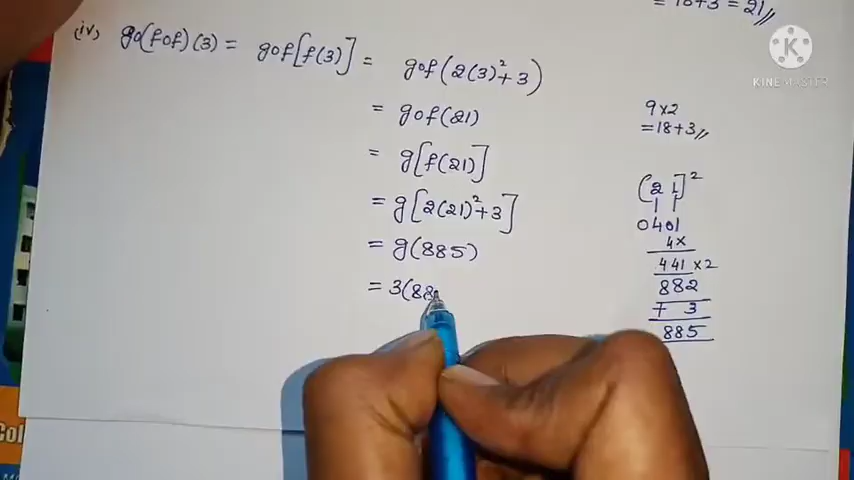 = 18+3 = 21//
(iv) go(fof)(3) = gof[f(3)] = gof(2(3)²+3)
= gof(21)
= g[f(21)]
= g[2(21)²+3]
= g(885)
= 3(88
9×2
=18+3//
(21)²
0401
4×
441×2
882
+ 3
885
KINEMASTER
Col